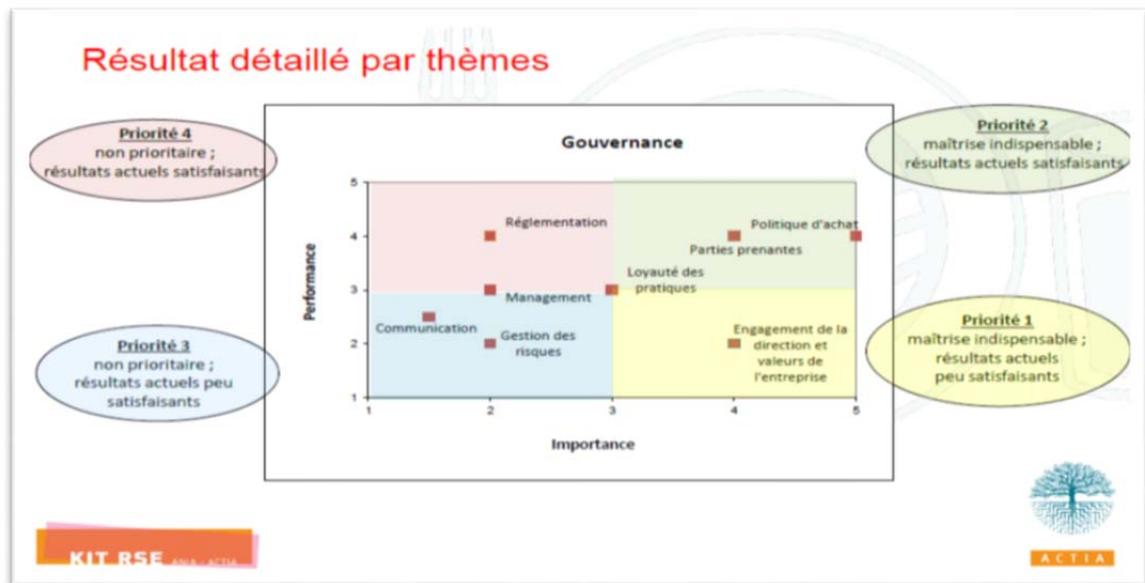 Résultat détaillé par thèmes
Priorité 4
non prioritaire ;
résultats actuels satisfaisants
Priorité 2
maîtrise indispensable ;
résultats actuels satisfaisants
Gouvernance
5
4
3
2
1
Performance
Réglementation
Politique d'achat
Parties prenantes
Loyauté des
pratiques
Management
Communication
Gestion des
risques
Engagement de la
direction et
valeurs de
l'entreprise
1
2
3
4
5
Importance
Priorité 3
non prioritaire ;
résultats actuels peu
satisfaisants
Priorité 1
maîtrise indispensable ;
résultats actuels
peu satisfaisants
KIT RSE ANIA - ACTIA
ACTIA